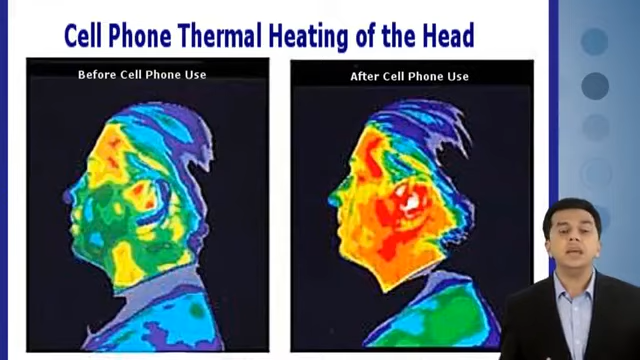 Cell Phone Thermal Heating of the Head
Before Cell Phone Use
After Cell Phone Use